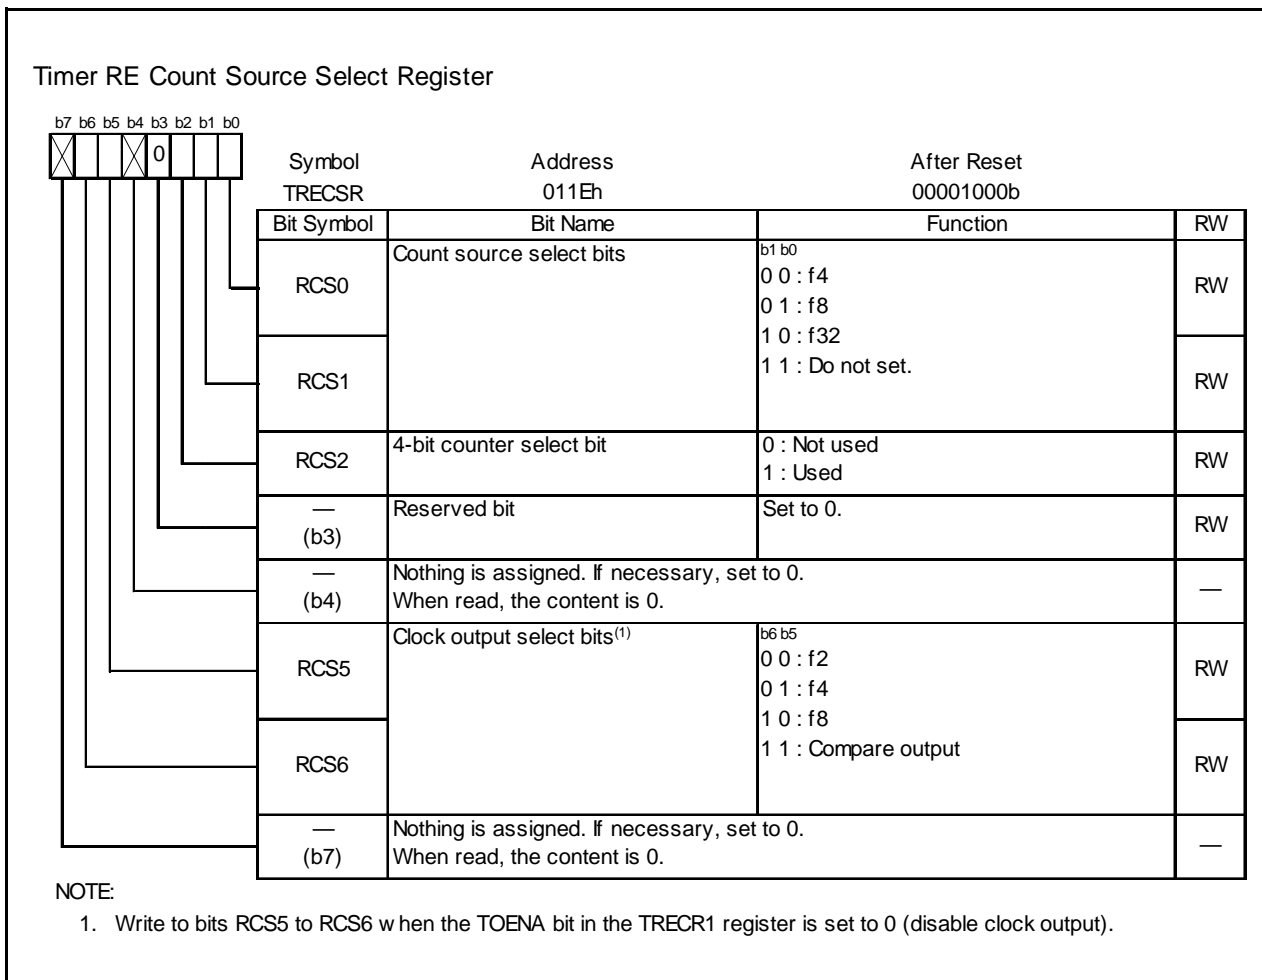 Timer RE Count Source Select Register
b7 b6 b5 b4 b3 b2 b1 b0
0
Symbol Address After Reset
TRECSR 011Eh 00001000b
Bit Symbol Bit Name Function RW
RCS0 Count source select bits b1 b0
0 0 : f4
0 1 : f8
1 0 : f32
1 1 : Do not set.
RW
RCS1 RW
RCS2 4-bit counter select bit 0 : Not used
1 : Used
RW
—
(b3)
Reserved bit Set to 0. RW
—
(b4)
Nothing is assigned. If necessary, set to 0.
When read, the content is 0.
—
RCS5 Clock output select bits(1) b6 b5
0 0 : f2
0 1 : f4
1 0 : f8
1 1 : Compare output
RW
RCS6 RW
—
(b7)
Nothing is assigned. If necessary, set to 0.
When read, the content is 0.
—
NOTE:
1. Write to bits RCS5 to RCS6 when the TOENA bit in the TRECR1 register is set to 0 (disable clock output).